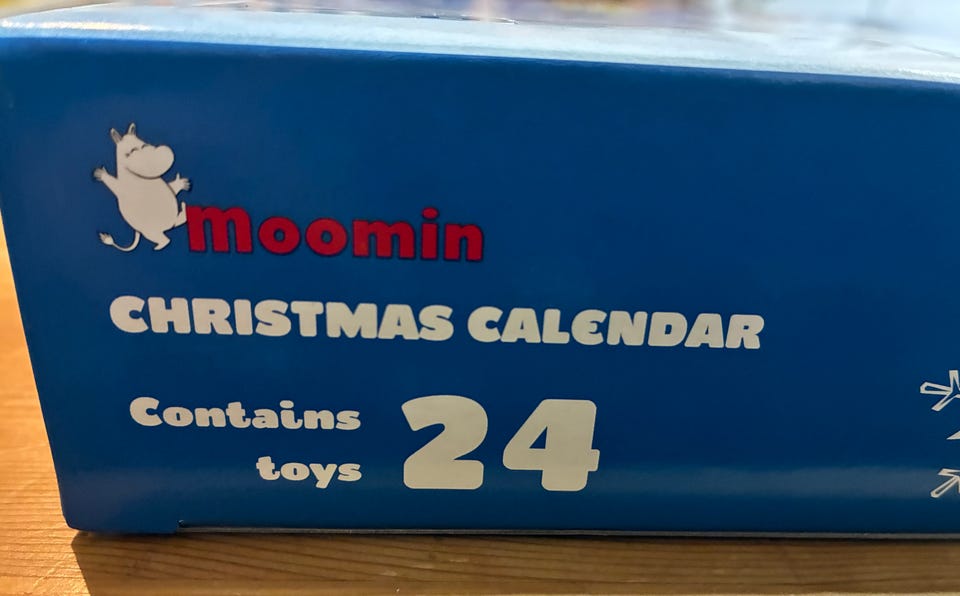 moomin
CHRISTMAS CALENDAR
Contains 24
toys